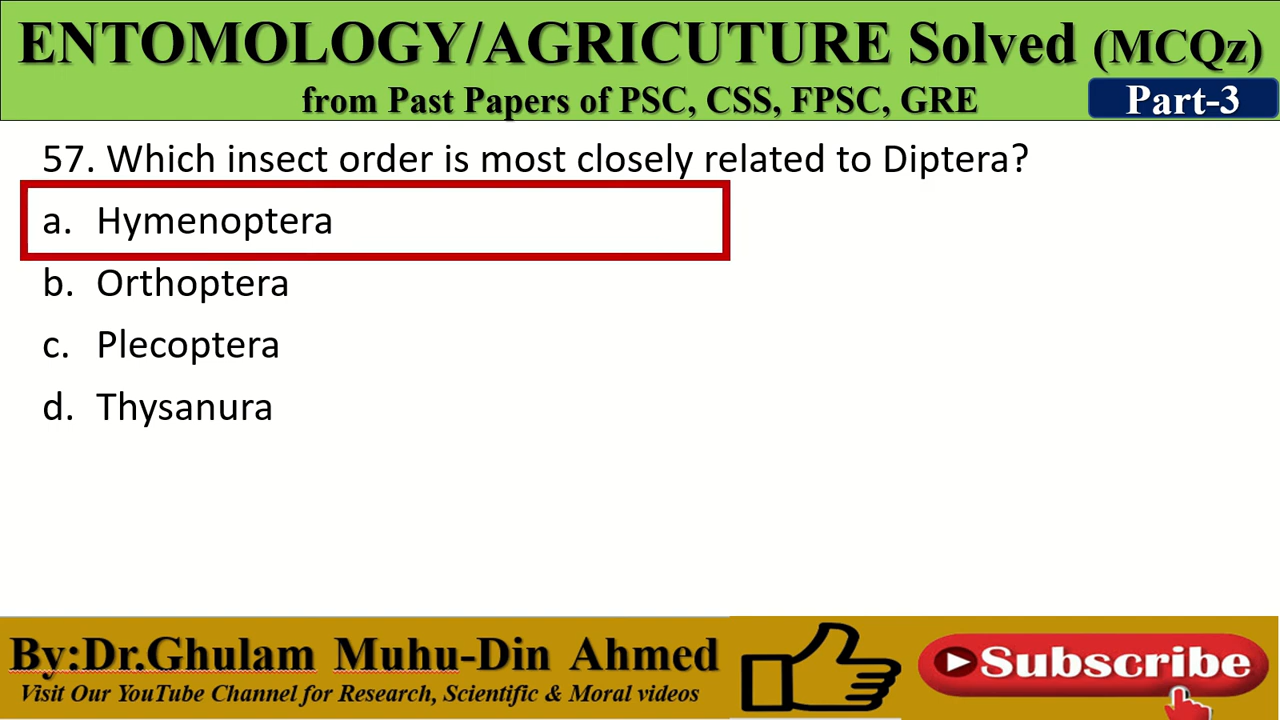 ENTOMOLOGY/AGRICUTURE Solved (MCQz)
from Past Papers of PSC, CSS, FPSC, GRE
Part-3
57. Which insect order is most closely related to Diptera?
a. Hymenoptera
b. Orthoptera
c. Plecoptera
d. Thysanura
By:Dr.Ghulam Muhu-Din Ahmed
Visit Our YouTube Channel for Research, Scientific & Moral videos
Subscribe